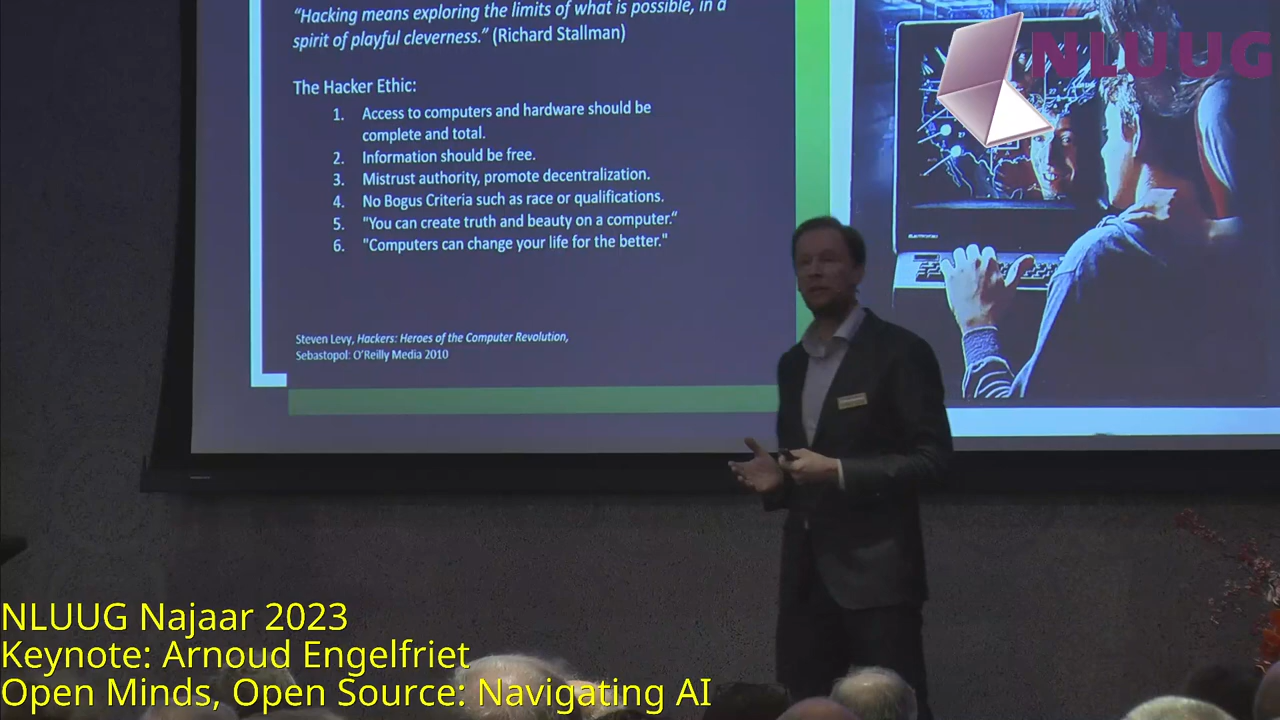 "Hacking means exploring the limits of what is possible, in a
spirit of playful cleverness." (Richard Stallman)
The Hacker Ethic:
1. Access to computers and hardware should be
complete and total.
2. Information should be free.
3. Mistrust authority, promote decentralization.
4. No Bogus Criteria such as race or qualifications.
5. "You can create truth and beauty on a computer."
6. "Computers can change your life for the better."
Steven Levy, Hackers: Heroes of the Computer Revolution,
Sebastopol: O'Reilly Media 2010
NLUUG
NLUUG Najaar 2023
Keynote: Arnoud Engelfriet
Open Minds, Open Source: Navigating AI